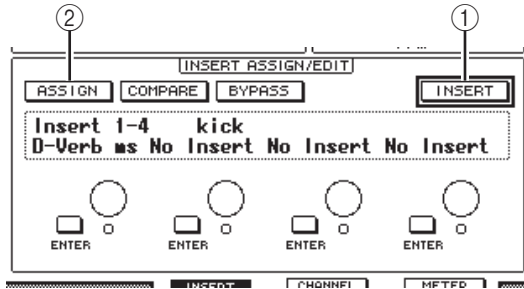 ② ①
INSERT ASSIGN/EDIT
ASSIGN COMPARE BYPASS INSERT
Insert 1-4 kick
D-Verb ms No Insert No Insert No Insert
ENTER ENTER ENTER ENTER
INSERT CHANNEL METER